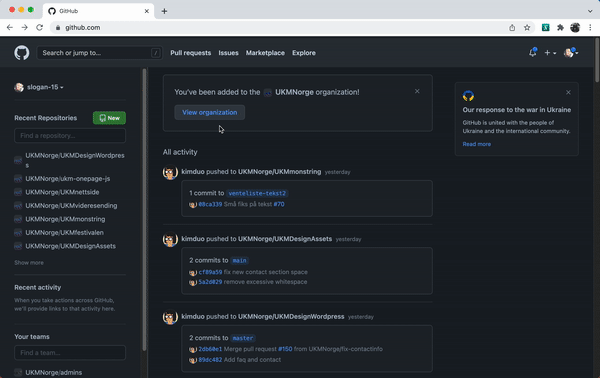 GitHub
github.com
Search or jump to...
/
Pull requests
Issues
Marketplace
Explore
slogan-15
Recent Repositories
New
Find a repository...
UKMNorge/UKMDesignWordpres
s
UKMNorge/ukm-onepage-js
UKMNorge/UKMnettside
UKMNorge/UKMvideresending
UKMNorge/UKMmonstring
UKMNorge/UKMfestivalen
UKMNorge/UKMDesignAssets
Show more
Recent activity
When you take actions across GitHub,
we'll provide links to that activity here.
Your teams
Find a team...
UKMNorge/admins
You've been added to the UKMNorge organization!
View organization
All activity
kimduo pushed to UKMNorge/UKMmonstring yesterday
1 commit to venteliste-tekst2
08ca339 Små fiks på tekst #70
kimduo pushed to UKMNorge/UKMDesignAssets yesterday
2 commits to main
cf89a59 fix new contact section space
5a2d029 remove excessive whitespace
kimduo pushed to UKMNorge/UKMDesignWordpress yesterday
2 commits to master
2db60e1 Merge pull request #150 from UKMNorge/fix-contactinfo
89dc482 Add faq and contact
Our response to the war in Ukraine
GitHub is united with the people of
Ukraine and the international community.
Read more